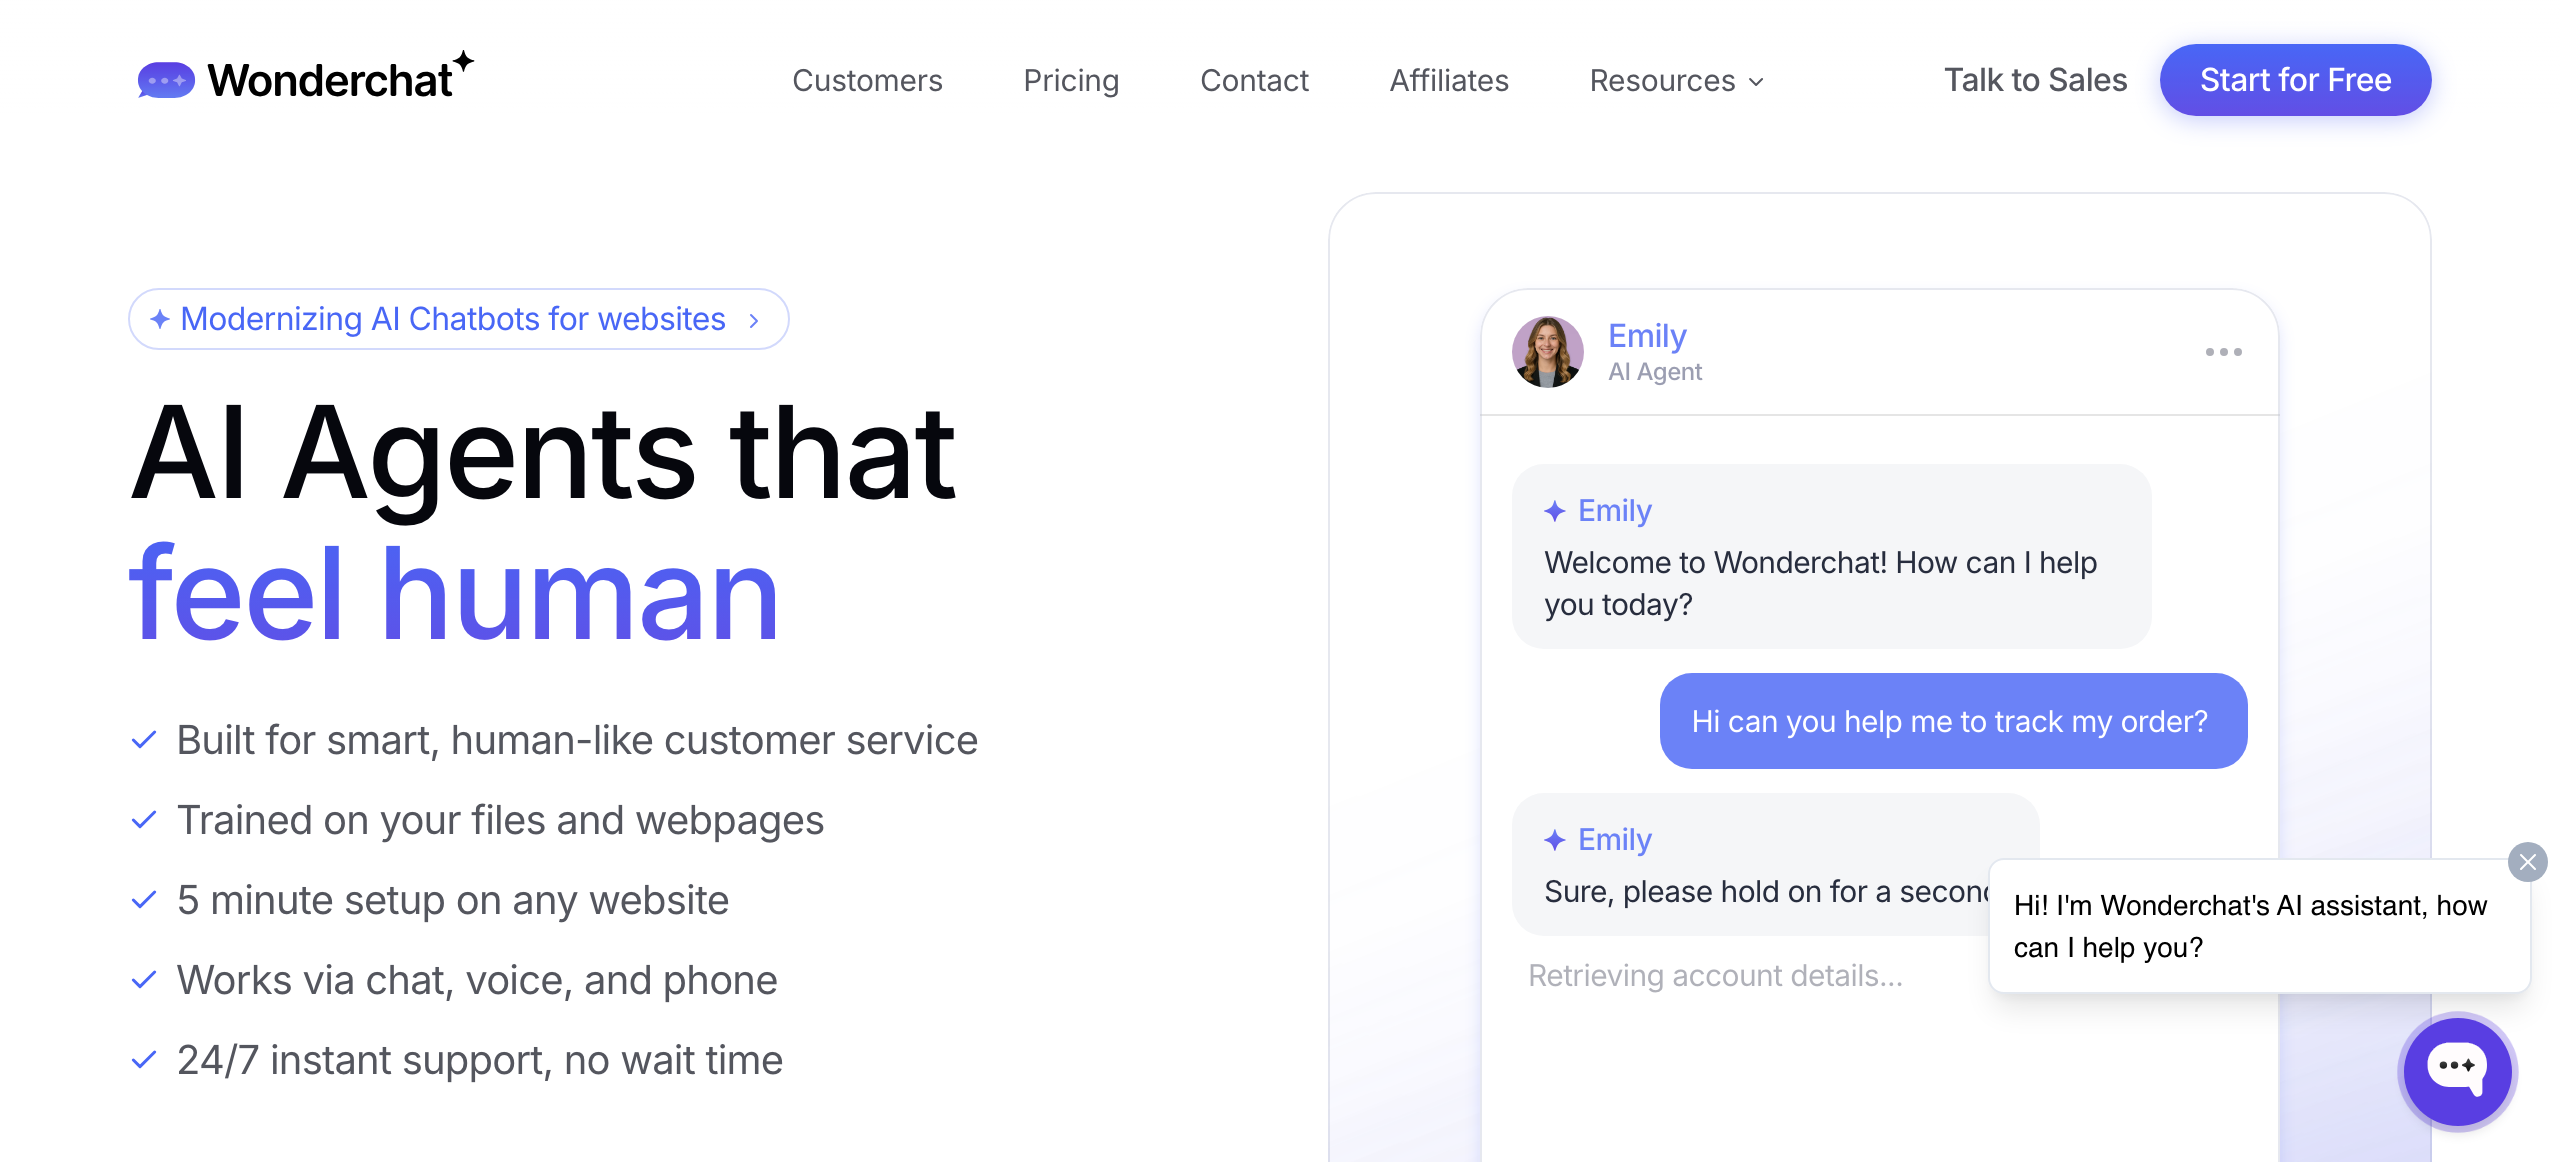 Wonderchat
Customers
Pricing
Contact
Affiliates
Resources
Talk to Sales
Start for Free
Modernizing AI Chatbots for websites
AI Agents that
feel human
Built for smart, human-like customer service
Trained on your files and webpages
5 minute setup on any website
Works via chat, voice, and phone
24/7 instant support, no wait time
Emily
AI Agent
Emily
Welcome to Wonderchat! How can I help
you today?
Hi can you help me to track my order?
Emily
Sure, please hold on for a second
Retrieving account details...
Hi! I'm Wonderchat's AI assistant, how
can I help you?